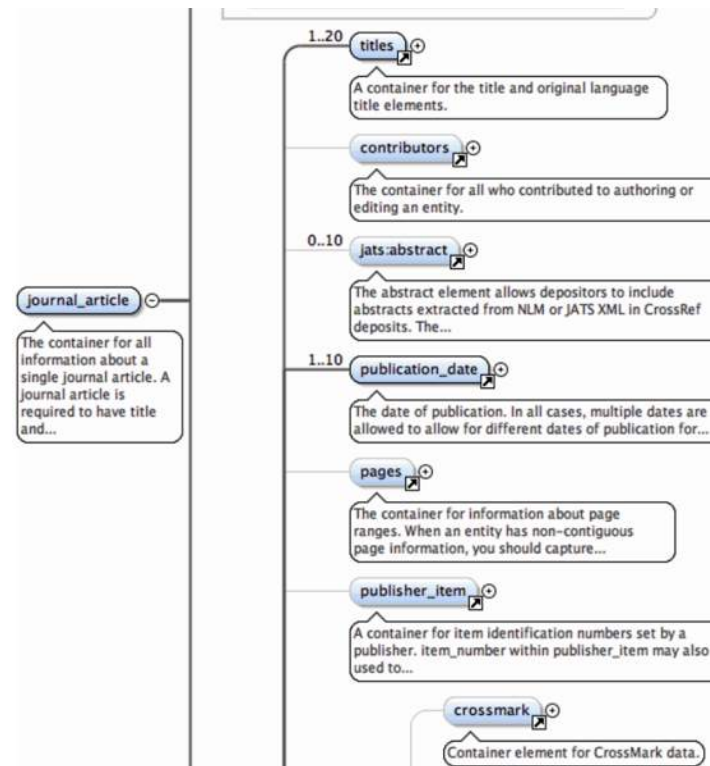 1..20
titles
A container for the title and original language
title elements.
contributors
The container for all who contributed to authoring or
editing an entity.
0..10
jats:abstract
The abstract element allows depositors to include
abstracts extracted from NLM or JATS XML in CrossRef
deposits. The...
journal_article
The container for all
information about a
single journal article. A
journal article is
required to have title
and...
1..10
publication_date
The date of publication. In all cases, multiple dates are
allowed to allow for different dates of publication for...
pages
The container for information about page
ranges. When an entity has non-contiguous
page information, you should capture...
publisher_item
A container for item identification numbers set by a
publisher. item_number within publisher_item may also
used to...
crossmark
Container element for CrossMark data.